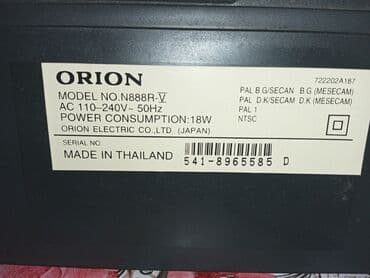 ORION
722202A187
MODEL NO.N888R-V
PAL B.G/SECAN B.G (MESECAM)
AC 110-240V~ 50Hz
PAL D.K/SECAM D.K (MESECAM)
POWER CONSUMPTION:18W
PAL 1
ORION ELECTRIC CO.,LTD. (JAPAN)
NTSC
SERIAL NO
MADE IN THAILAND
541-8965585 D